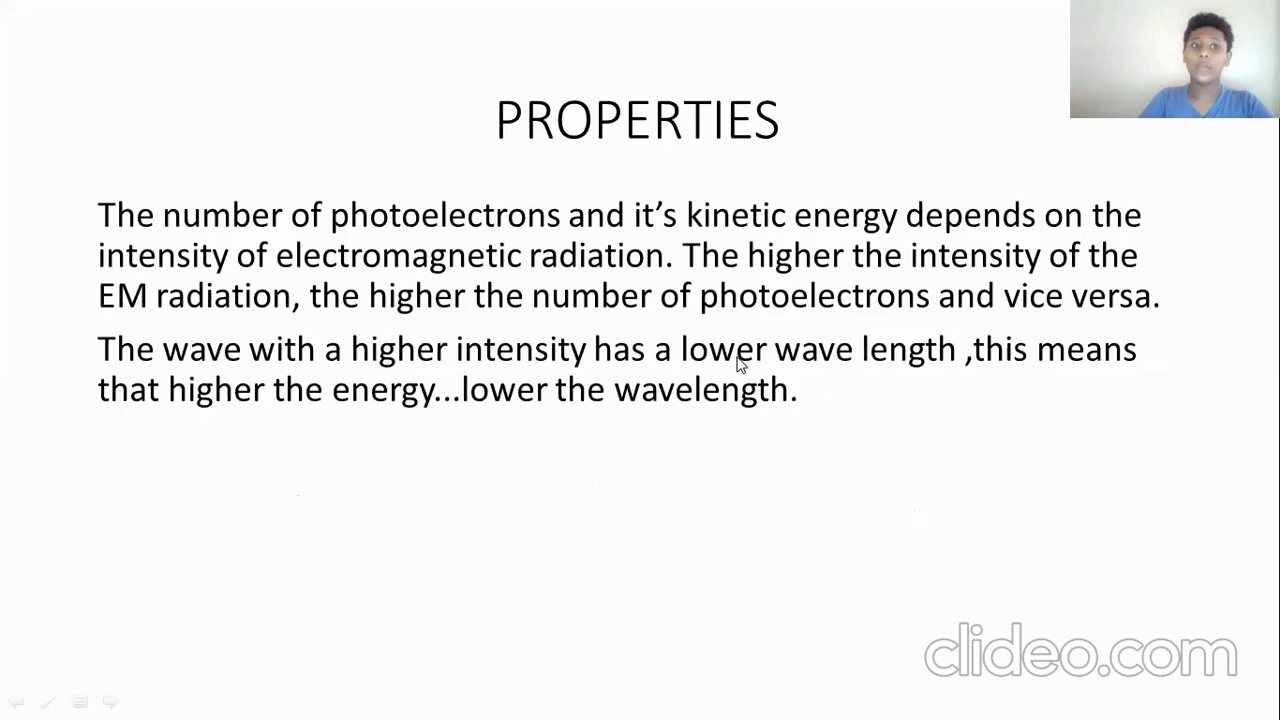 PROPERTIES
The number of photoelectrons and it’s kinetic energy depends on the
intensity of electromagnetic radiation. The higher the intensity of the
EM radiation, the higher the number of photoelectrons and vice versa.
The wave with a higher intensity has a lower wave length ,this means
that higher the energy...lower the wavelength.
clideo.com